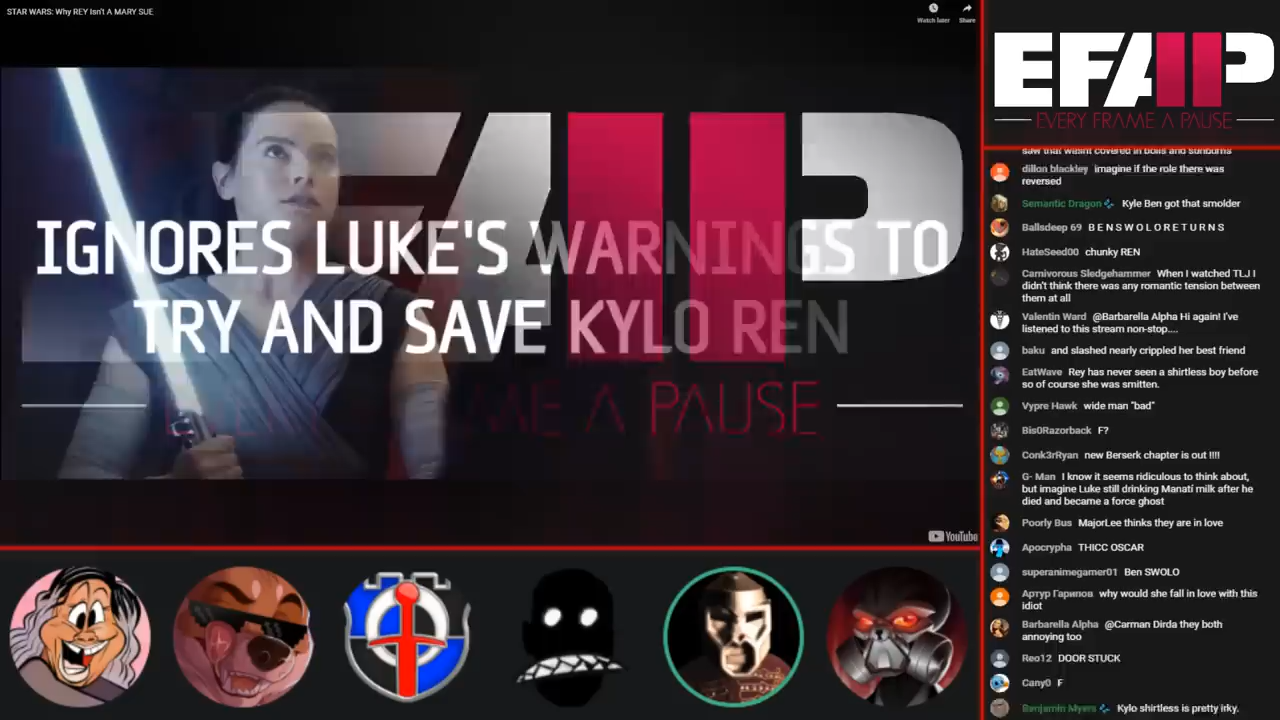 STAR WARS: Why REY Isn't A MARY SUE
Watch later
Share
EFAP
IGNORES LUKE'S WARNINGS TO
TRY AND SAVE KYLO REN
A PAUSE
YouTube
EFAP
EVERY FRAME A PAUSE
saw that wasnt covered in boils and sunburns
dillon blackley imagine if the role there was
reversed
Semantic Dragon Kyle Ben got that smolder
Ballsdeep 69 B E N S W O L O R E T U R N S
HateSeed00 chunky REN
Carnivorous Sledgehammer When I watched TLJ I
didn't think there was any romantic tension between
them at all
Valentin Ward @Barbarella Alpha Hi again! I've
listened to this stream non-stop....
baku and slashed nearly crippled her best friend
EatWave Rey has never seen a shirtless boy before
so of course she was smitten.
Vypre Hawk wide man "bad"
Bis0Razorback F?
Conk3rRyan new Berserk chapter is out !!!!
G- Man I know it seems ridiculous to think about,
but imagine Luke still drinking Manatí milk after he
died and became a force ghost
Poorly Bus MajorLee thinks they are in love
Apocrypha THICC OSCAR
superanimegamer01 Ben SWOLO
Артур Гарипов why would she fall in love with this
idiot
Barbarella Alpha @Carman Dirda they both
annoying too
Reo12 DOOR STUCK
Cany0 F
Benjamin Myers Kylo shirtless is pretty irky.